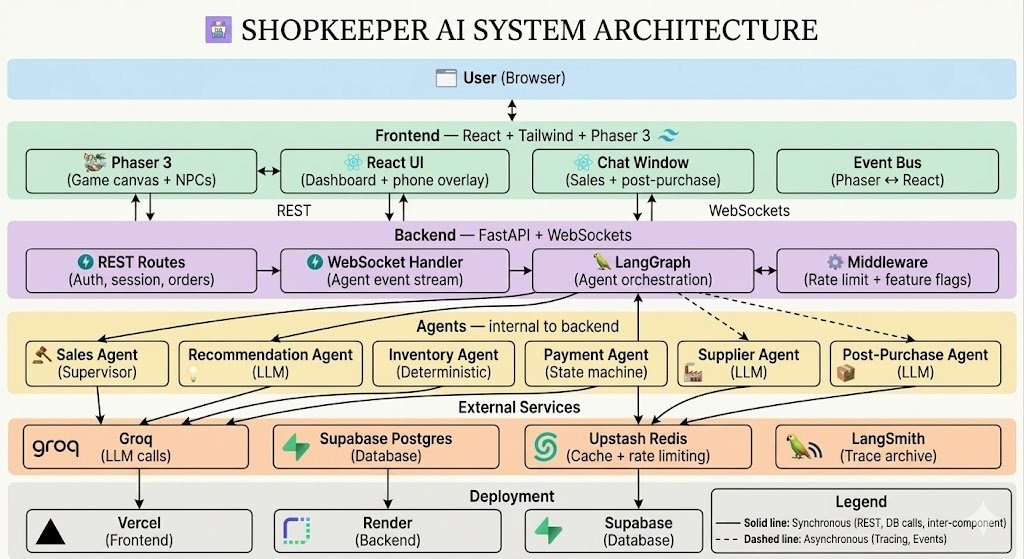 SHOPKEEPER AI SYSTEM ARCHITECTURE
User (Browser)
Frontend — React + Tailwind + Phaser 3
Phaser 3
(Game canvas + NPCs)
React UI
(Dashboard + phone overlay)
Chat Window
(Sales + post-purchase)
Event Bus
(Phaser ↔ React)
REST
WebSockets
Backend — FastAPI + WebSockets
REST Routes
(Auth, session, orders)
WebSocket Handler
(Agent event stream)
LangGraph
(Agent orchestration)
Middleware
(Rate limit + feature flags)
Agents — internal to backend
Sales Agent
(Supervisor)
Recommendation Agent
(LLM)
Inventory Agent
(Deterministic)
Payment Agent
(State machine)
Supplier Agent
(LLM)
Post-Purchase Agent
(LLM)
External Services
groq
Groq
(LLM calls)
Supabase Postgres
(Database)
Upstash Redis
(Cache + rate limiting)
LangSmith
(Trace archive)
Deployment
Vercel
(Frontend)
Render
(Backend)
Supabase
(Database)
Legend
Solid line: Synchronous (REST, DB calls, inter-component)
Dashed line: Asynchronous (Tracing, Events)